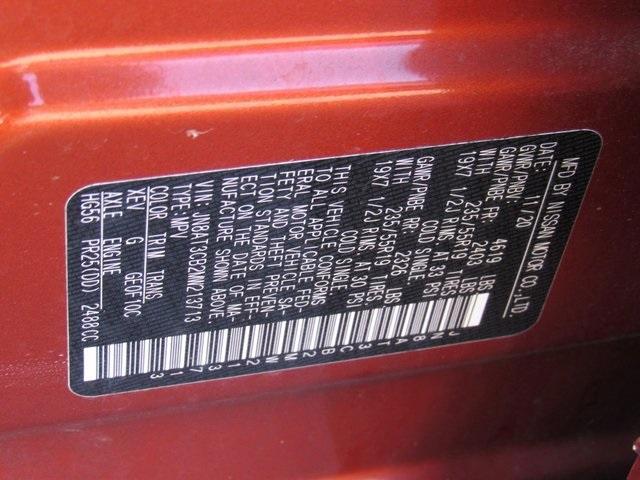 MFD BY NISSAN MOTOR CO.,LTD.
DATE: 11/20
GVWR/PNBV: 4619 LBS
GAWR/PNBE FR: 2403 LBS
WITH 235/55R19 TIRES
19X7 1/2J RIMS AT 33 PSI
COLD SINGLE
GAWR/PNBE RR: 2326 LBS
WITH 235/55R19 TIRES
19X7 1/2J RIMS AT 30 PSI
COLD SINGLE
THIS VEHICLE CONFORMS
TO ALL APPLICABLE FED-
ERAL MOTOR VEHICLE SA-
FETY AND THEFT PREVEN-
TION STANDARDS IN EFF-
ECT ON THE DATE OF MA-
NUFACTURE SHOWN ABOVE.
VIN: JN8AT3CB2MW213713
TYPE: MPV
COLOR TRIM TRANS
XEV G GEOF TOC
AXLE ENGINE
HG56 PR25(DD) 2488CC
JN8AT3CB2MW213713